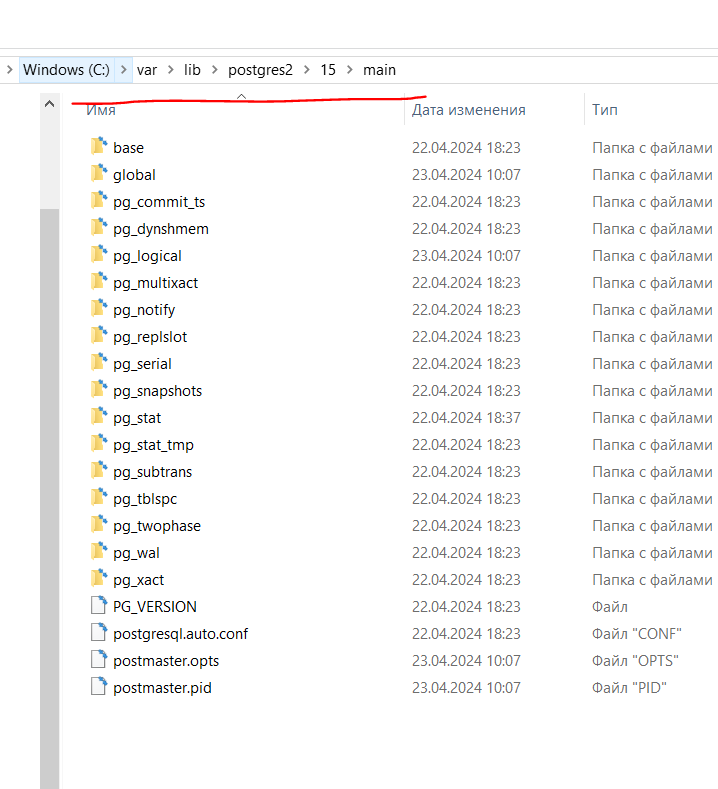 Windows (C:) var lib postgres2 15 main
Имя Дата изменения Тип
base 22.04.2024 18:23 Папка с файлами
global 23.04.2024 10:07 Папка с файлами
pg_commit_ts 22.04.2024 18:23 Папка с файлами
pg_dynshmem 22.04.2024 18:23 Папка с файлами
pg_logical 23.04.2024 10:07 Папка с файлами
pg_multixact 22.04.2024 18:23 Папка с файлами
pg_notify 22.04.2024 18:23 Папка с файлами
pg_replslot 22.04.2024 18:23 Папка с файлами
pg_serial 22.04.2024 18:23 Папка с файлами
pg_snapshots 22.04.2024 18:23 Папка с файлами
pg_stat 22.04.2024 18:37 Папка с файлами
pg_stat_tmp 22.04.2024 18:23 Папка с файлами
pg_subtrans 22.04.2024 18:23 Папка с файлами
pg_tblspc 22.04.2024 18:23 Папка с файлами
pg_twophase 22.04.2024 18:23 Папка с файлами
pg_wal 22.04.2024 18:23 Папка с файлами
pg_xact 22.04.2024 18:23 Папка с файлами
PG_VERSION 22.04.2024 18:23 Файл
postgresql.auto.conf 22.04.2024 18:23 Файл "CONF"
postmaster.opts 23.04.2024 10:07 Файл "OPTS"
postmaster.pid 23.04.2024 10:07 Файл "PID"